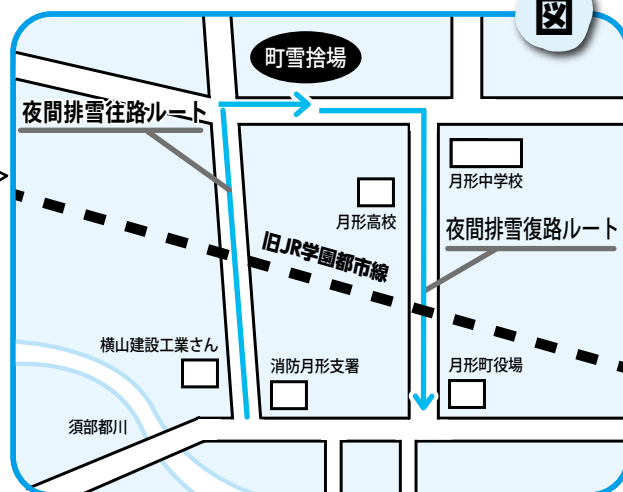 図
町雪捨場
夜間排雪往路ルート
月形中学校
月形高校
夜間排雪復路ルート
旧JR学園都市線
横山建設工業さん
消防月形支署
月形町役場
須部都川